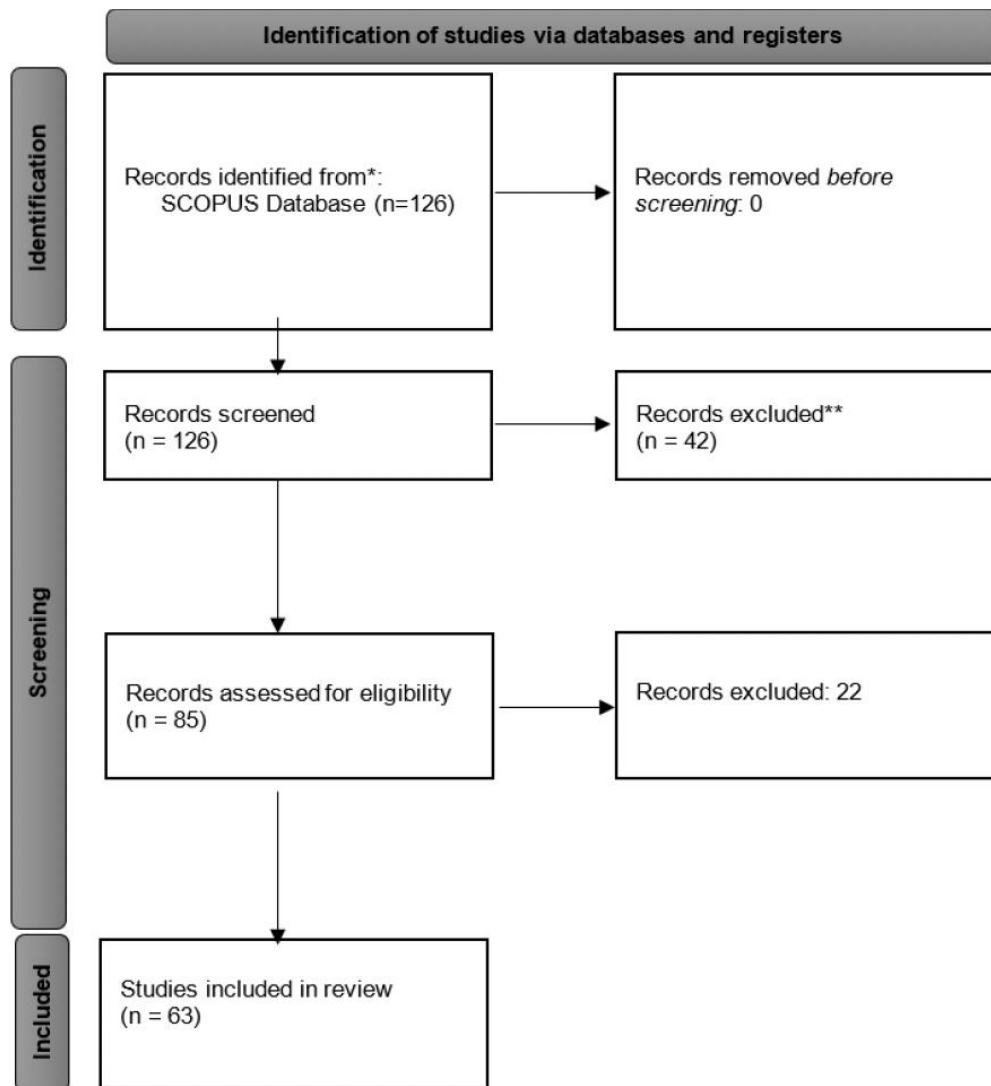 Identification of studies via databases and registers
Identification
Records identified from*:
SCOPUS Database (n=126)
Records removed before
screening: 0
Screening
Records screened
(n = 126)
Records excluded**
(n = 42)
Records assessed for eligibility
(n = 85)
Records excluded: 22
Included
Studies included in review
(n = 63)